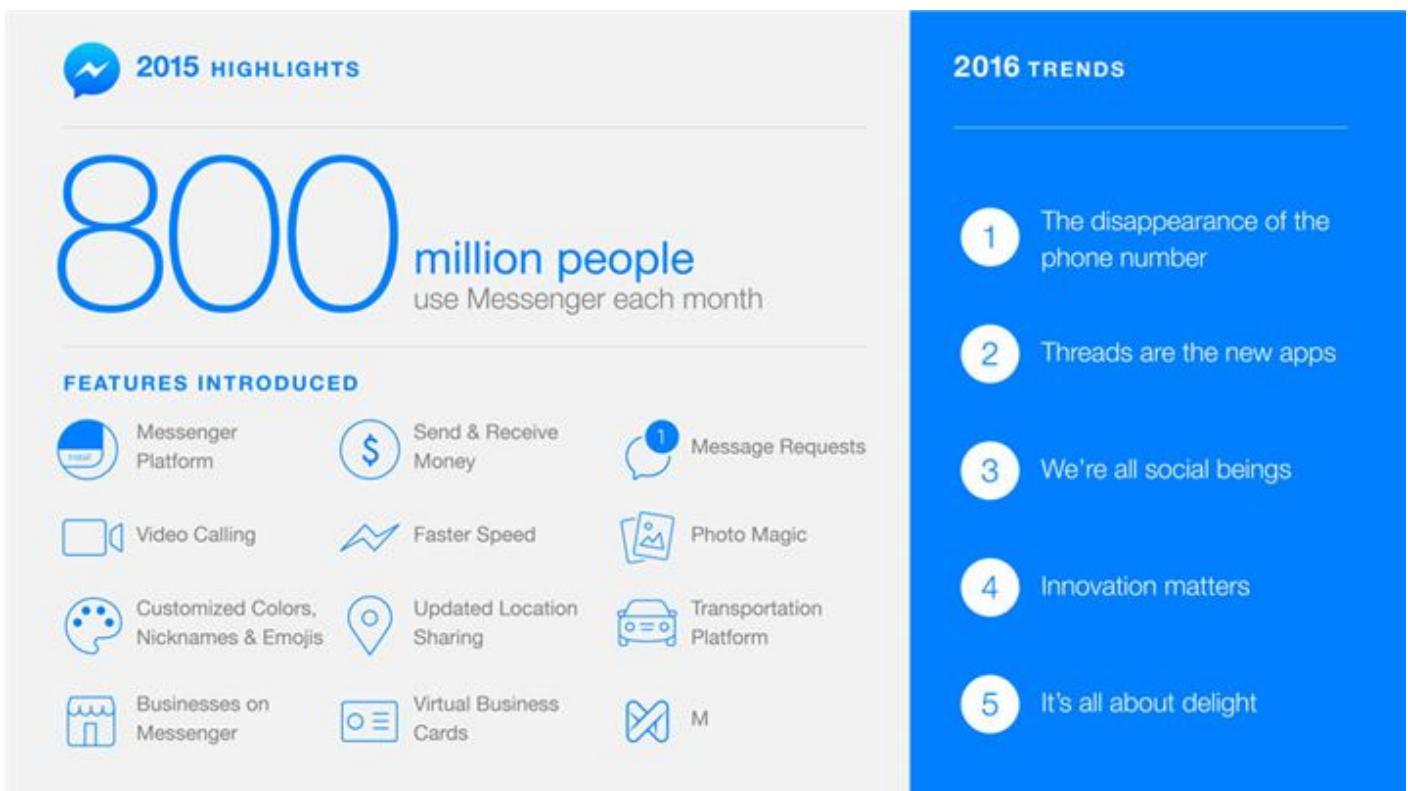 2015 HIGHLIGHTS
800 million people
use Messenger each month
FEATURES INTRODUCED
Messenger
Platform
Send & Receive
Money
1
Message Requests
Video Calling
Faster Speed
Photo Magic
Customized Colors,
Nicknames & Emojis
Updated Location
Sharing
Transportation
Platform
Businesses on
Messenger
Virtual Business
Cards
M
2016 TRENDS
1
The disappearance of the
phone number
2 Threads are the new apps
3 We're all social beings
4 Innovation matters
5 It's all about delight